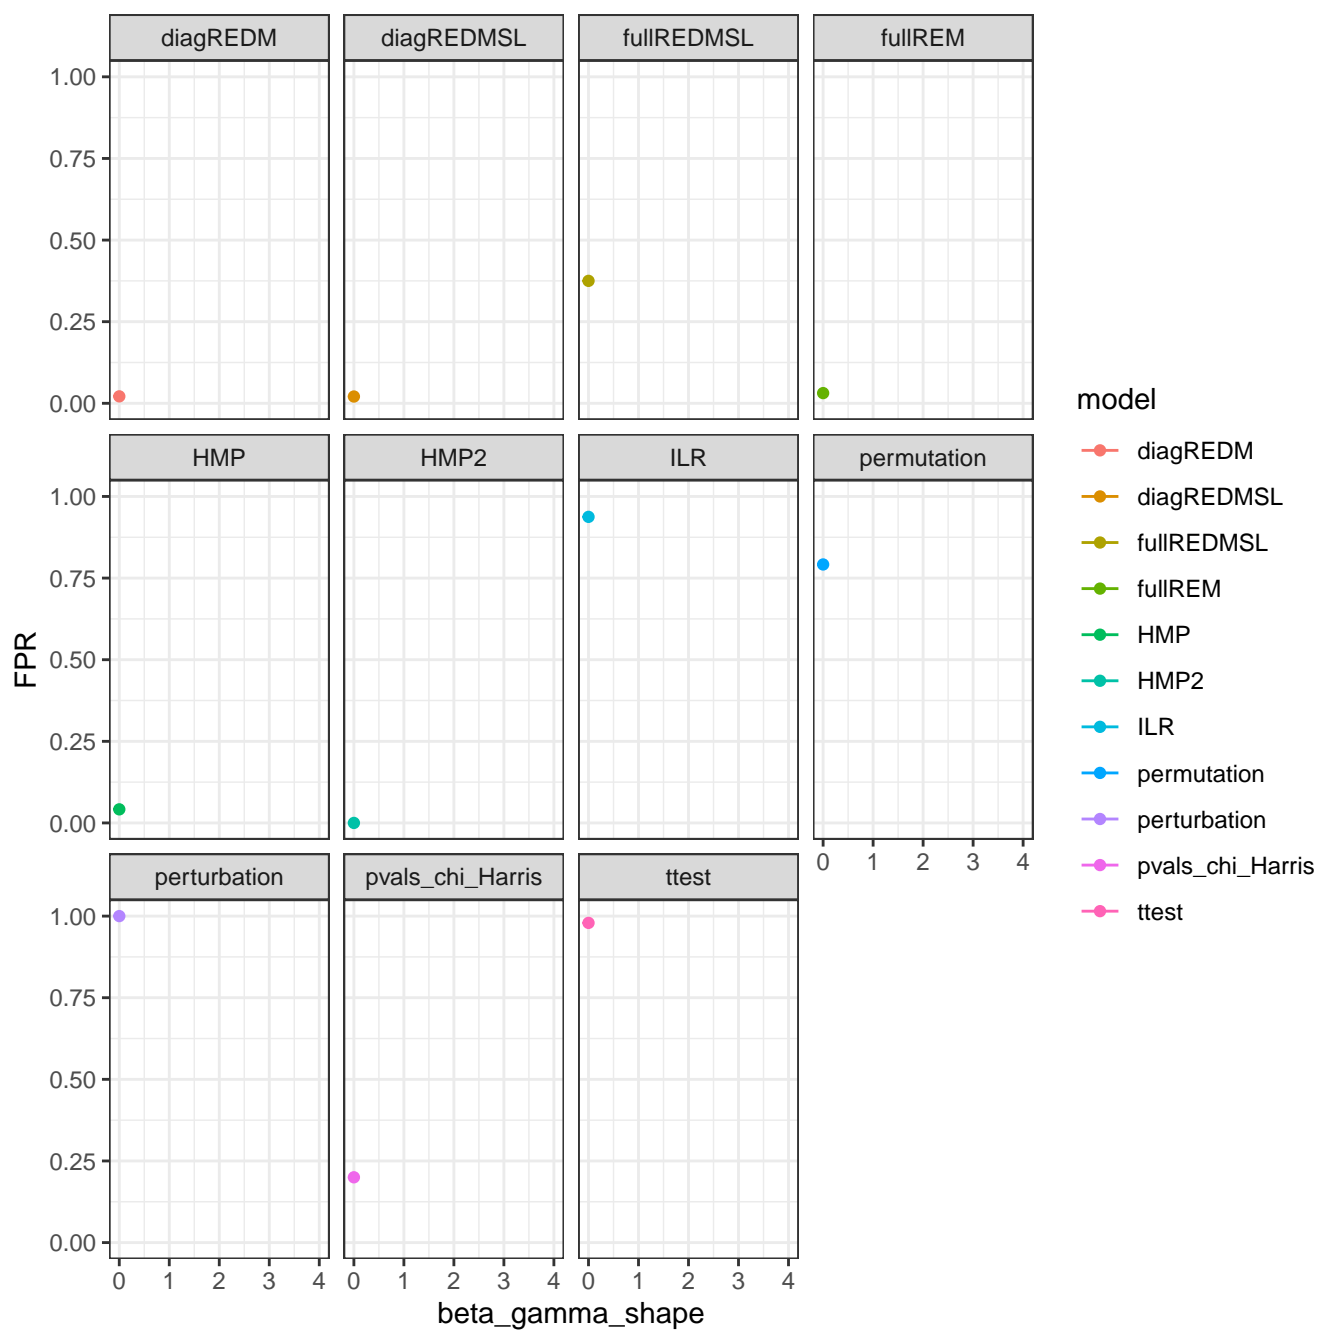 diagREDM diagREDMSL fullREDMSL fullREM
1.00
0.75
0.50
0.25
0.00
HMP HMP2 ILR permutation
1.00
0.75
0.50
0.25
0.00
0 1 2 3 4
perturbation pvals_chi_Harris ttest
1.00
0.75
0.50
0.25
0.00
0 1 2 3 4 0 1 2 3 4 0 1 2 3 4
beta_gamma_shape
FPR
model
diagREDM
diagREDMSL
fullREDMSL
fullREM
HMP
HMP2
ILR
permutation
perturbation
pvals_chi_Harris
ttest